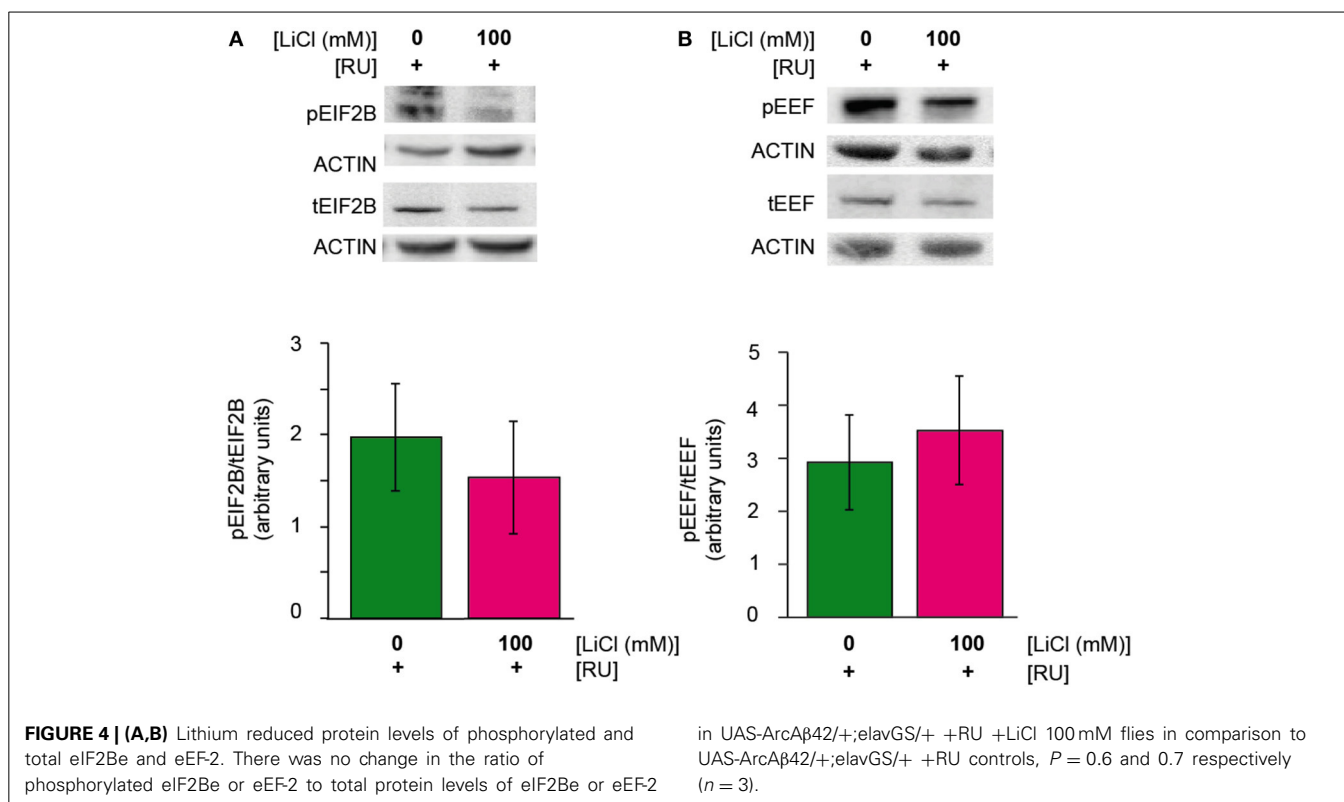 A [LiCl (mM)] 0 100
[RU] + +
pEIF2B
ACTIN
tEIF2B
ACTIN
3
2
1
0
pEIF2B/tEIF2B
(arbitrary units)
0 100 [LiCl (mM)]
+ + [RU]
B [LiCl (mM)] 0 100
[RU] + +
pEEF
ACTIN
tEEF
ACTIN
5
4
3
2
1
0
pEEF/tEEF
(arbitrary units)
0 100 [LiCl (mM)]
+ + [RU]
FIGURE 4 | (A,B) Lithium reduced protein levels of phosphorylated and
total eIF2Be and eEF-2. There was no change in the ratio of
phosphorylated eIF2Be or eEF-2 to total protein levels of eIF2Be or eEF-2
in UAS-ArcAβ42/+;elavGS/+ +RU +LiCl 100 mM flies in comparison to
UAS-ArcAβ42/+;elavGS/+ +RU controls, P = 0.6 and 0.7 respectively
(n = 3).